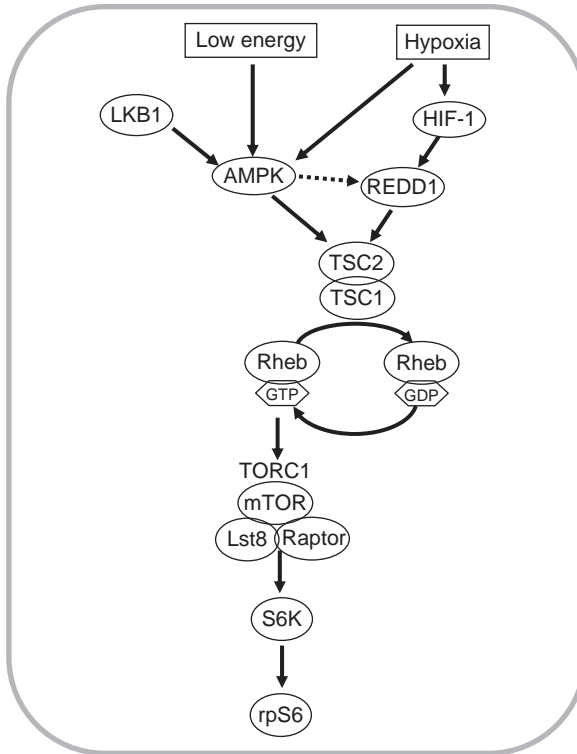 Low energy
Hypoxia
LKB1
HIF-1
AMPK
REDD1
TSC2
TSC1
Rheb
Rheb
GTP
GDP
TORC1
mTOR
Lst8
Raptor
S6K
rpS6